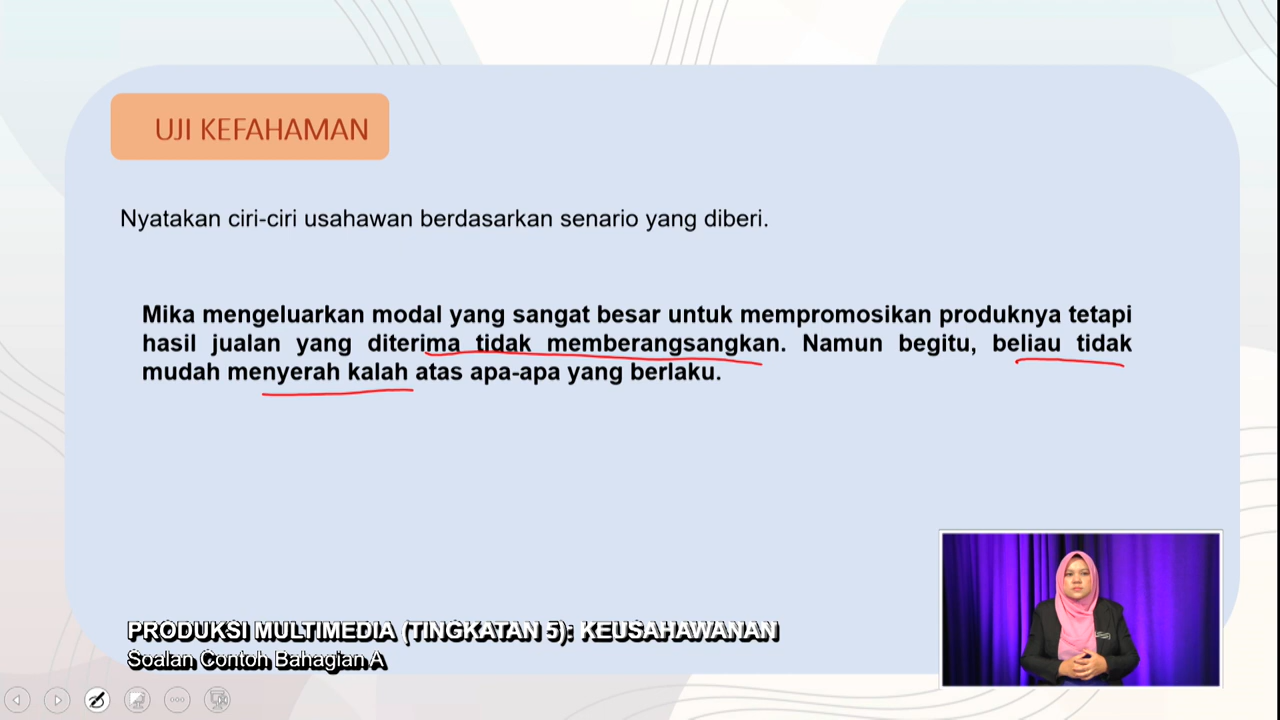 UJI KEFAHAMAN
Nyatakan ciri-ciri usahawan berdasarkan senario yang diberi.
Mika mengeluarkan modal yang sangat besar untuk mempromosikan produknya tetapi
hasil jualan yang diterima tidak memberangsangkan. Namun begitu, beliau tidak
mudah menyerah kalah atas apa-apa yang berlaku.
PRODUKSI MULTIMEDIA (TINGKATAN 5): KEUSAHAWANAN
Soalan Contoh Bahagian A